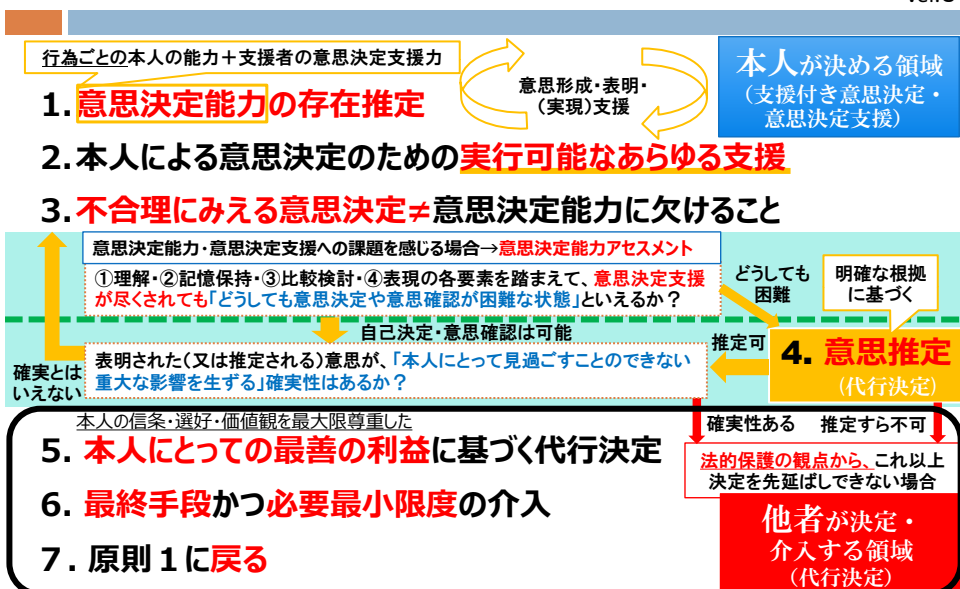 行為ごとの本人の能力＋支援者の意思決定支援力
意思形成・表明・
（実現）支援
本人が決める領域
（支援付き意思決定・
意思決定支援）
1. 意思決定能力の存在推定
2. 本人による意思決定のための実行可能なあらゆる支援
3. 不合理にみえる意思決定≠意思決定能力に欠けること
意思決定能力・意思決定支援への課題を感じる場合→意思決定能力アセスメント
①理解・②記憶保持・③比較検討・④表現の各要素を踏まえて、意思決定支援
が尽くされても「どうしても意思決定や意思確認が困難な状態」といえるか？
どうしても
困難
明確な根拠
に基づく
自己決定・意思確認は可能
推定可
4. 意思推定
（代行決定）
表明された（又は推定される）意思が、「本人にとって見過ごすことのできない
重大な影響を生ずる」確実性はあるか？
確実とは
いえない
本人の信条・選好・価値観を最大限尊重した
確実性ある
推定すら不可
5. 本人にとっての最善の利益に基づく代行決定
法的保護の観点から、これ以上
決定を先延ばしできない場合
6. 最終手段かつ必要最小限度の介入
7. 原則１に戻る
他者が決定・
介入する領域
（代行決定）